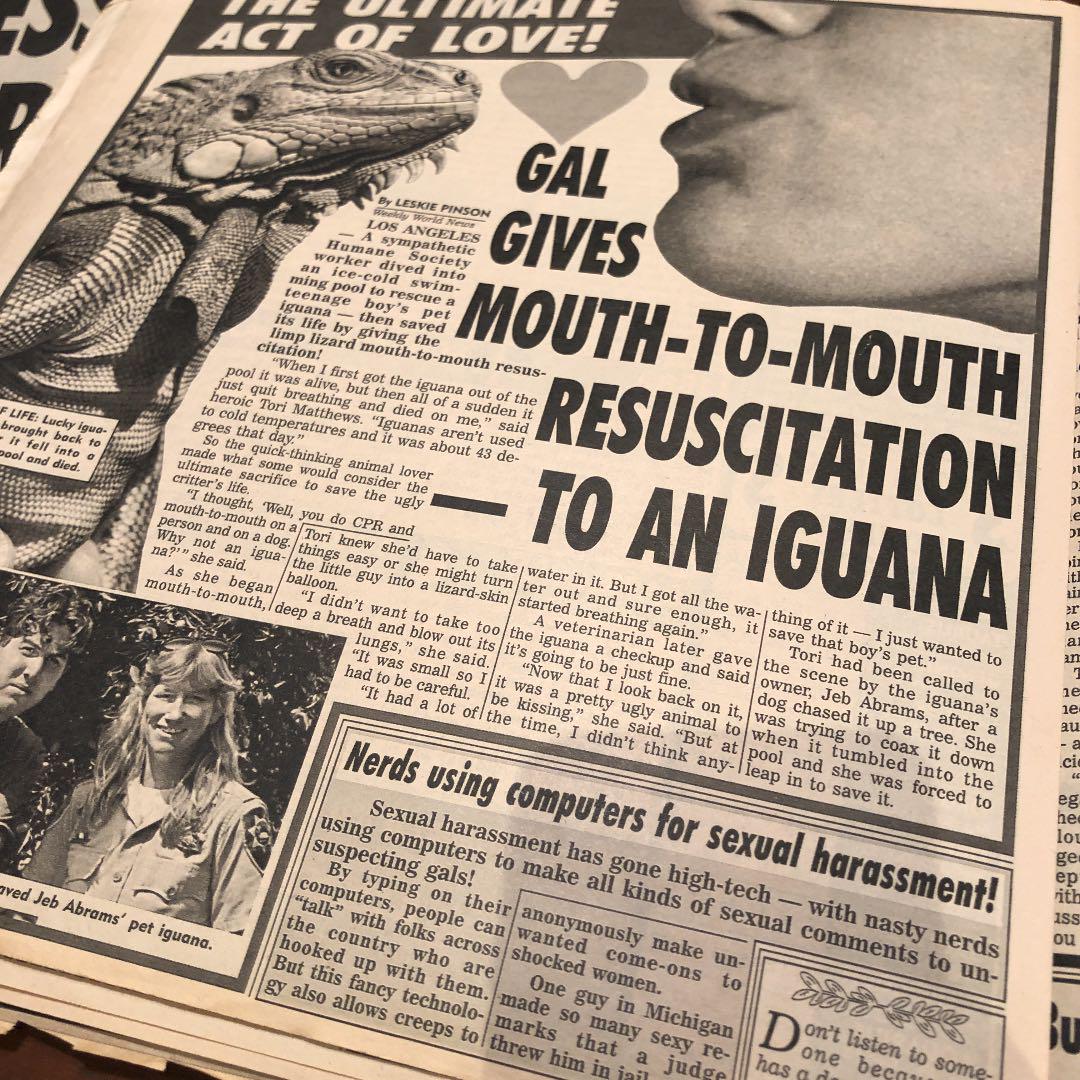 THE ULTIMATE
ACT OF LOVE!
GAL
GIVES
MOUTH-TO-MOUTH
RESUSCITATION
TO AN IGUANA
By LESKIE PINSON
Weekly World News
LOS ANGELES
— A sympathetic
Humane Society
worker dived into
an ice-cold swim-
ming pool to rescue a
teenage boy's pet
iguana — then saved
its life by giving the
limp lizard mouth-to-mouth resus-
citation!
"When I first got the iguana out of the
pool it was alive, but then all of a sudden it
just quit breathing and died on me," said
heroic Tori Matthews. "Iguanas aren't used
to cold temperatures and it was about 43 de-
grees that day."
So the quick-thinking animal lover
made what some would consider the
ultimate sacrifice to save the ugly
critter's life.
"I thought, 'Well, you do CPR and
mouth-to-mouth on a
person and on a dog.
Why not an igua-
na?'" she said.
As she began
mouth-to-mouth,
Tori knew she'd have to take
things easy or she might turn
the little guy into a lizard-skin
balloon.
"I didn't want to take too
deep a breath and blow out its
lungs," she said.
"It was small so I
had to be careful.
"It had a lot of
water in it. But I got all the wa-
ter out and sure enough, it
started breathing again."
A veterinarian later gave
the iguana a checkup and said
it's going to be just fine.
"Now that I look back on it,
it was a pretty ugly animal to
be kissing," she said. "But at
the time, I didn't think any-
thing of it — I just wanted to
save that boy's pet."
Tori had been called to
the scene by the iguana's
owner, Jeb Abrams, after a
dog chased it up a tree. She
was trying to coax it down
when it tumbled into the
pool and she was forced to
leap in to save it.
F LIFE: Lucky igua-
brought back to
it fell into a
pool and died.
aved Jeb Abrams' pet iguana.
Nerds using computers for sexual harassment!
Sexual harassment has gone high-tech — with nasty nerds
using computers to make all kinds of sexual comments to un-
suspecting gals!
By typing on their
computers, people can
"talk" with folks across
the country who are
hooked up with them.
But this fancy technolo-
gy also allows creeps to
anonymously make un-
wanted come-ons to
shocked women.
One guy in Michigan
made so many sexy re-
marks that a judge
threw him in jail
Don't listen to some-
one because
has a